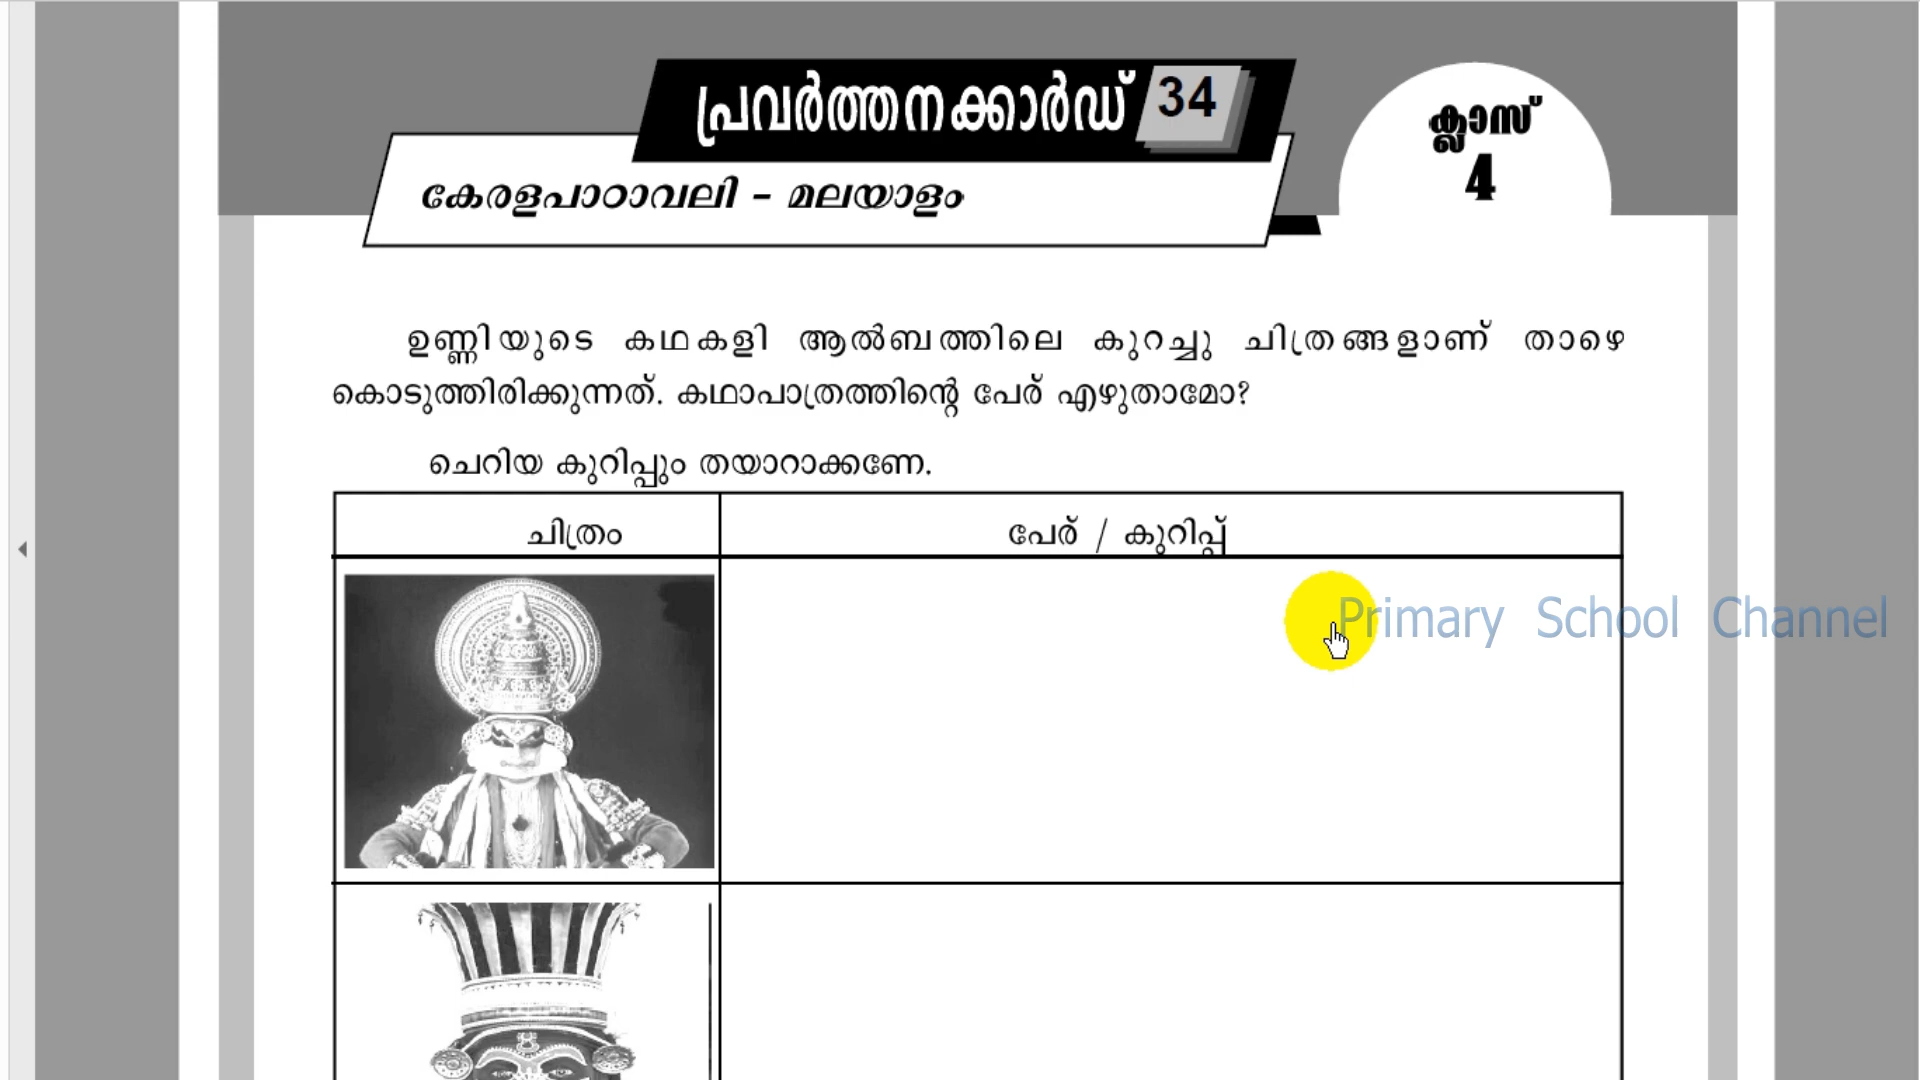 പ്രവർത്തനക്കാർഡ് 34
ക്ലാസ്
4
കേരളപാഠാവലി - മലയാളം
ഉണ്ണിയുടെ കഥകളി ആൽബത്തിലെ കുറച്ചു ചിത്രങ്ങളാണ് താഴെ
കൊടുത്തിരിക്കുന്നത്. കഥാപാത്രത്തിന്റെ പേര് എഴുതാമോ?
ചെറിയ കുറിപ്പും തയാറാക്കണേ.
ചിത്രം
പേര് / കുറിപ്പ്
Primary School Channel